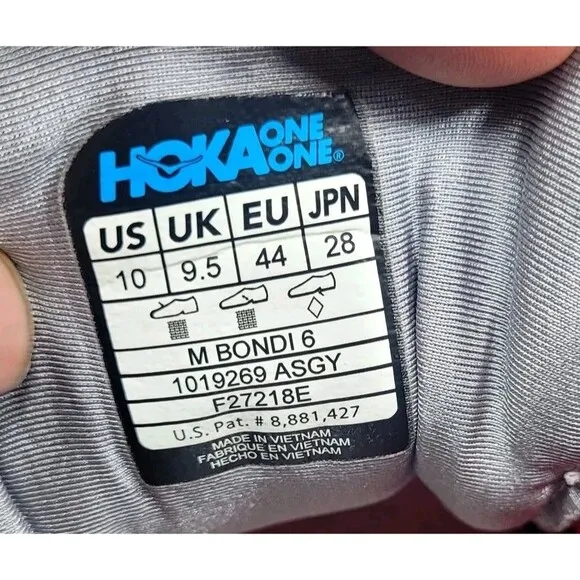 HOKA ONE ONE®
US UK EU JPN
10 9.5 44 28
M BONDI 6
1019269 ASGY
F27218E
U.S. Pat. # 8,881,427
MADE IN VIETNAM
FABRIQUE EN VIETNAM
HECHO EN VIETNAM